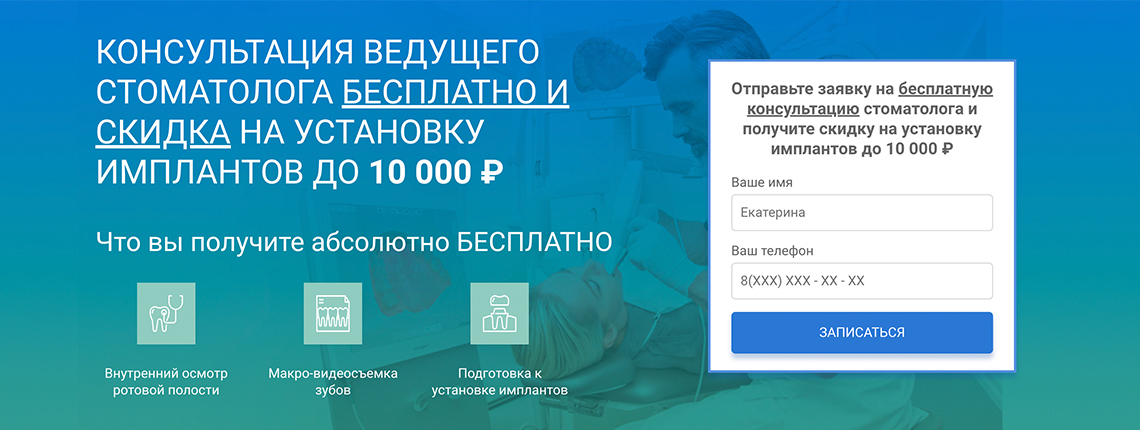 КОНСУЛЬТАЦИЯ ВЕДУЩЕГО
СТОМАТОЛОГА БЕСПЛАТНО И
СКИДКА НА УСТАНОВКУ
ИМПЛАНТОВ ДО 10 000 ₽
Что вы получите абсолютно БЕСПЛАТНО
Внутренний осмотр
ротовой полости
Макро-видеосъемка
зубов
Подготовка к
установке имплантов
Отправьте заявку на бесплатную
консультацию стоматолога и
получите скидку на установку
имплантов до 10 000 ₽
Ваше имя
Екатерина
Ваш телефон
8(XXX) XXX - XX - XX
ЗАПИСАТЬСЯ